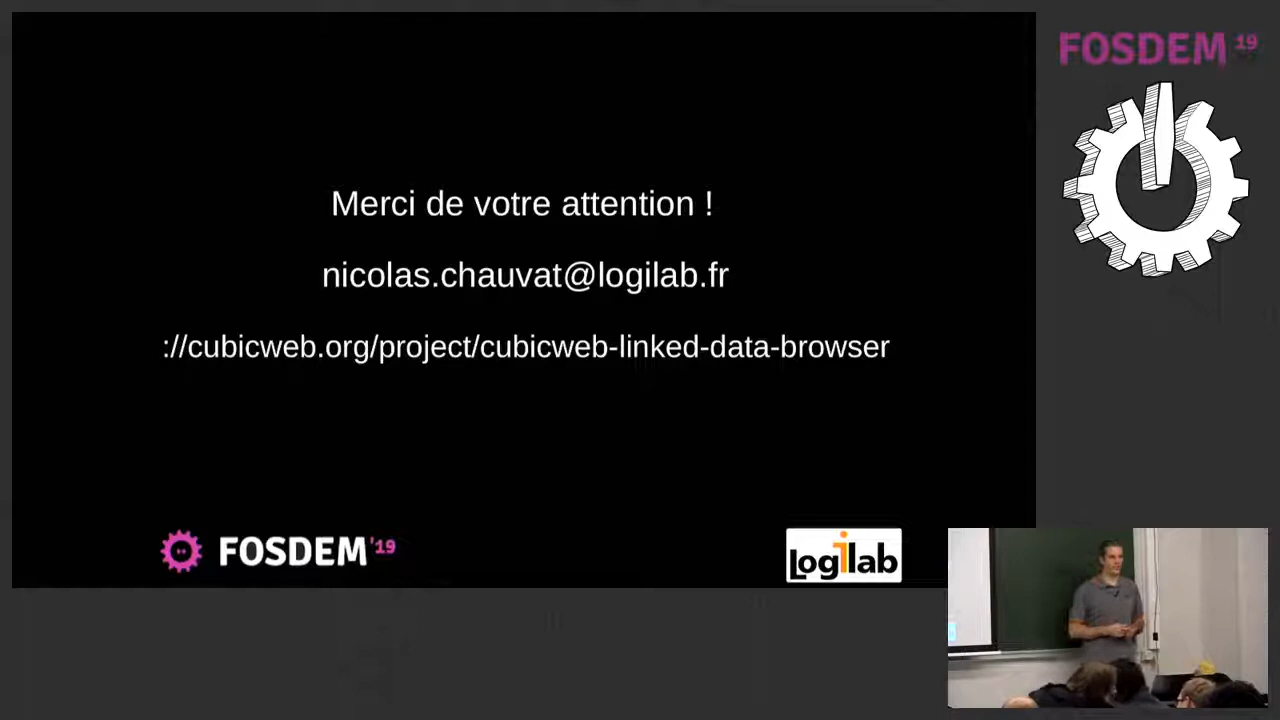 FOSDEM '19
Merci de votre attention !
nicolas.chauvat@logilab.fr
://cubicweb.org/project/cubicweb-linked-data-browser
FOSDEM '19
Logilab